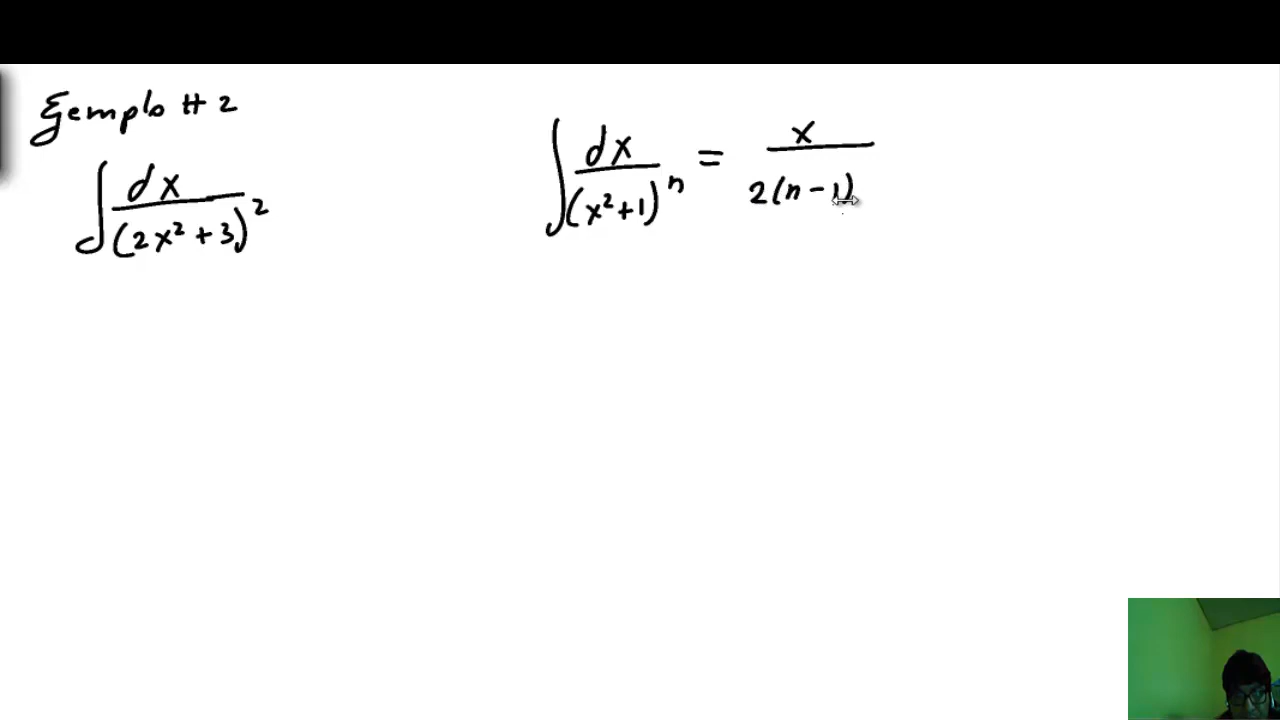 Ejemplo # 2
∫ dx / (2x² + 3)²
∫ dx / (x² + 1)ⁿ = x / 2(n - 1)